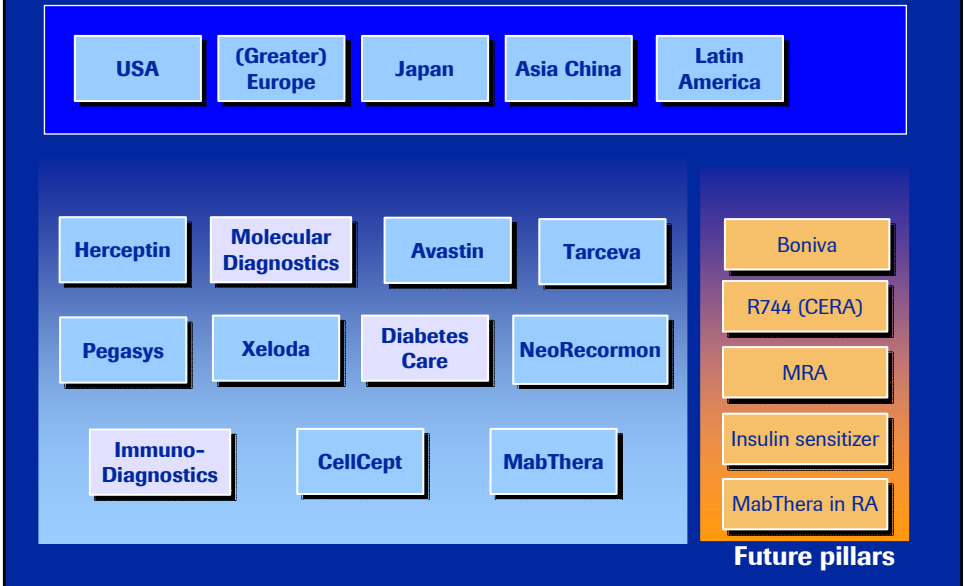 USA
(Greater)
Europe
Japan
Asia China
Latin
America
Herceptin
Molecular
Diagnostics
Avastin
Tarceva
Pegasys
Xeloda
Diabetes
Care
NeoRecormon
Immuno-
Diagnostics
CellCept
MabThera
Boniva
R744 (CERA)
MRA
Insulin sensitizer
MabThera in RA
Future pillars